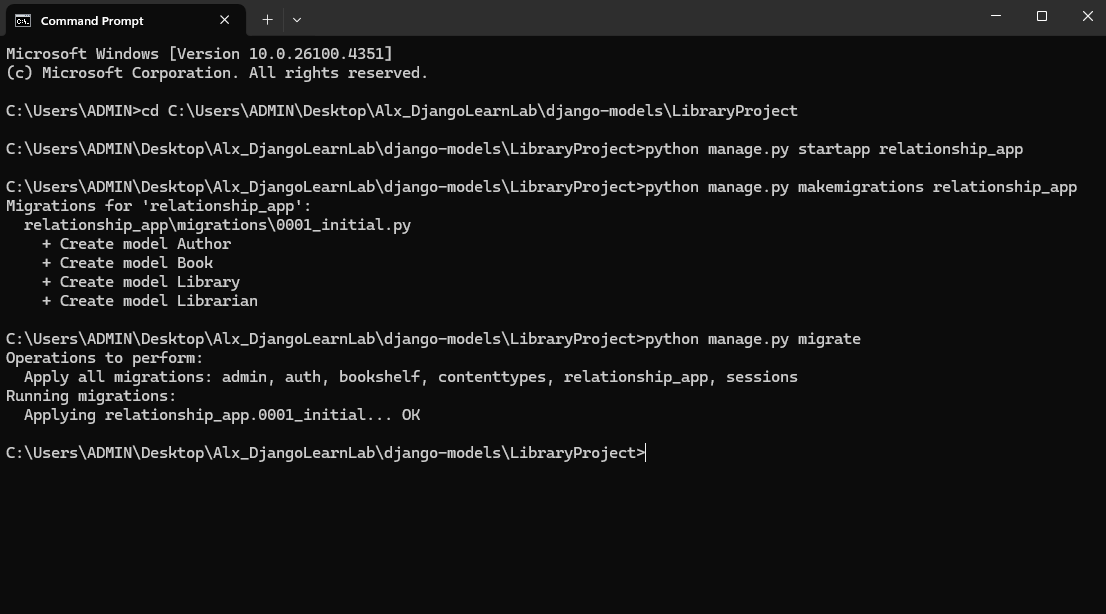 Command Prompt
Microsoft Windows [Version 10.0.26100.4351]
(c) Microsoft Corporation. All rights reserved.
C:\Users\ADMIN>cd C:\Users\ADMIN\Desktop\Alx_DjangoLearnLab\django-models\LibraryProject
C:\Users\ADMIN\Desktop\Alx_DjangoLearnLab\django-models\LibraryProject>python manage.py startapp relationship_app
C:\Users\ADMIN\Desktop\Alx_DjangoLearnLab\django-models\LibraryProject>python manage.py makemigrations relationship_app
Migrations for 'relationship_app':
  relationship_app\migrations\0001_initial.py
    + Create model Author
    + Create model Book
    + Create model Library
    + Create model Librarian
C:\Users\ADMIN\Desktop\Alx_DjangoLearnLab\django-models\LibraryProject>python manage.py migrate
Operations to perform:
  Apply all migrations: admin, auth, bookshelf, contenttypes, relationship_app, sessions
Running migrations:
  Applying relationship_app.0001_initial... OK
C:\Users\ADMIN\Desktop\Alx_DjangoLearnLab\django-models\LibraryProject>